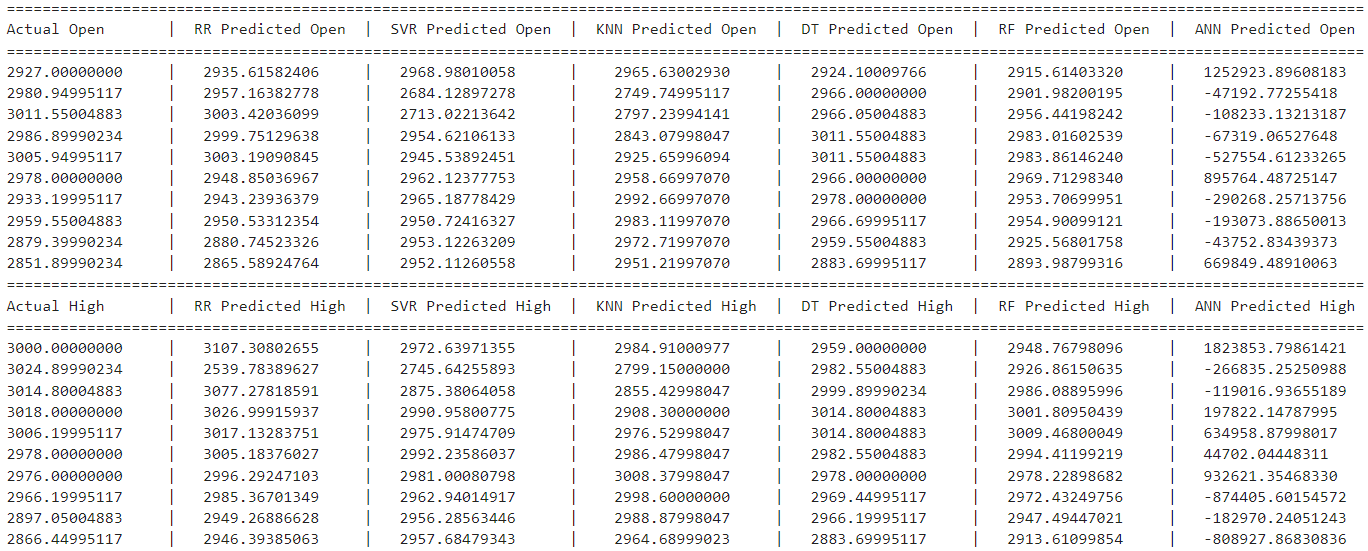 Actual Open | RR Predicted Open | SVR Predicted Open | KNN Predicted Open | DT Predicted Open | RF Predicted Open | ANN Predicted Open
2927.00000000 | 2935.61582406 | 2968.98010058 | 2965.63002930 | 2924.10009766 | 2915.61403320 | 1252923.89608183
2980.94995117 | 2957.16382778 | 2684.12897278 | 2749.74995117 | 2966.00000000 | 2901.98200195 | -47192.77255418
3011.55004883 | 3003.42036099 | 2713.02213642 | 2797.23994141 | 2966.05004883 | 2956.44198242 | -108233.13213187
2986.89990234 | 2999.75129638 | 2954.62106133 | 2843.07998047 | 3011.55004883 | 2983.01602539 | -67319.06527648
3005.94995117 | 3003.19090845 | 2945.53892451 | 2925.65996094 | 3011.55004883 | 2983.86146240 | -527554.61233265
2978.00000000 | 2948.85036967 | 2962.12377753 | 2958.66997070 | 2966.00000000 | 2969.71298340 | 895764.48725147
2933.19995117 | 2943.23936379 | 2965.18778429 | 2992.66997070 | 2978.00000000 | 2953.70699951 | -290268.25713756
2959.55004883 | 2950.53312354 | 2950.72416327 | 2983.11997070 | 2966.69995117 | 2954.90099121 | -193073.88650013
2879.39990234 | 2880.74523326 | 2953.12263209 | 2972.71997070 | 2959.55004883 | 2925.56801758 | -43752.83439373
2851.89990234 | 2865.58924764 | 2952.11260558 | 2951.21997070 | 2883.69995117 | 2893.98799316 | 669849.48910063
Actual High | RR Predicted High | SVR Predicted High | KNN Predicted High | DT Predicted High | RF Predicted High | ANN Predicted High
3000.00000000 | 3107.30802655 | 2972.63971355 | 2984.91000977 | 2959.00000000 | 2948.76798096 | 1823853.79861421
3024.89990234 | 2539.78389627 | 2745.64255893 | 2799.15000000 | 2982.55004883 | 2926.86150635 | -266835.25250988
3014.80004883 | 3077.27818591 | 2875.38064058 | 2855.42998047 | 2999.89990234 | 2986.08895996 | -119016.93655189
3018.00000000 | 3026.99915937 | 2990.95800775 | 2908.30000000 | 3014.80004883 | 3001.80950439 | 197822.14787995
3006.19995117 | 3017.13283751 | 2975.91474709 | 2976.52998047 | 3014.80004883 | 3009.46800049 | 634958.87998017
2978.00000000 | 3005.18376027 | 2992.23586037 | 2986.47998047 | 2982.55004883 | 2994.41199219 | 44702.04448311
2976.00000000 | 2996.29247103 | 2981.00080798 | 3008.37998047 | 2978.00000000 | 2978.22898682 | 932621.35468330
2966.19995117 | 2985.36701349 | 2962.94014917 | 2998.60000000 | 2969.44995117 | 2972.43249756 | -874405.60154572
2897.05004883 | 2949.26886628 | 2956.28563446 | 2988.87998047 | 2966.19995117 | 2947.49447021 | -182970.24051243
2866.44995117 | 2946.39385063 | 2957.68479343 | 2964.68999023 | 2883.69995117 | 2913.61099854 | -808927.86830836